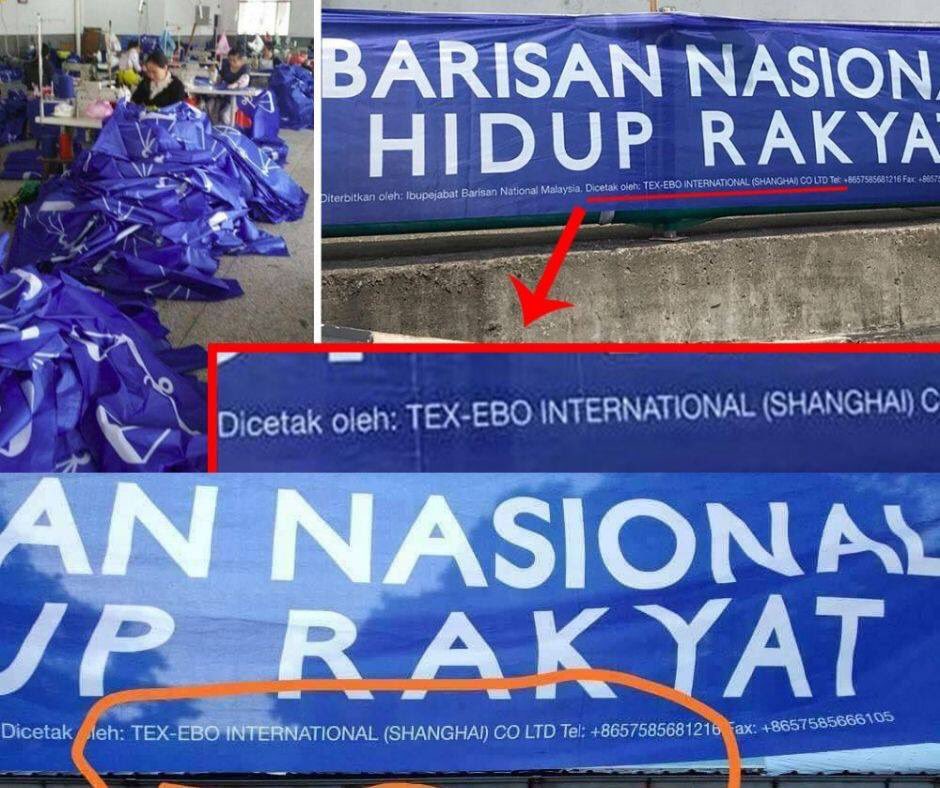 BARISAN NASIONA
HIDUP RAKYA
Diterbitkan oleh: Ibupejabat Barisan National Malaysia. Dicetak oleh: TEX-EBO INTERNATIONAL (SHANGHAI) CO LTD Tel: +8657585681216 Fax: +8657
Dicetak oleh: TEX-EBO INTERNATIONAL (SHANGHAI) C
AN NASIONAL
UP RAKYAT
Dicetak oleh: TEX-EBO INTERNATIONAL (SHANGHAI) CO LTD Tel: +8657585681216 Fax: +8657585666105